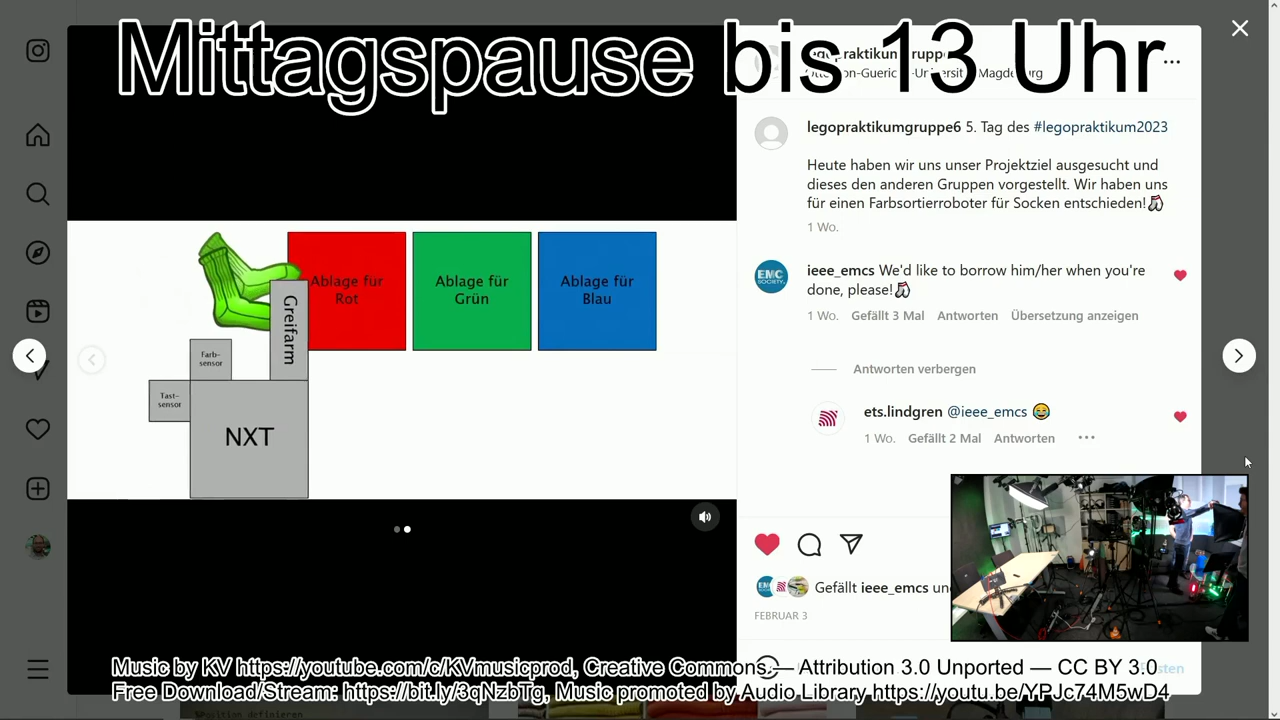 Mittagspause bis 13 Uhr
legopraktikumgruppe6 5. Tag des #legopraktikum2023
Heute haben wir uns unser Projektziel ausgesucht und
dieses den anderen Gruppen vorgestellt. Wir haben uns
für einen Farbsortierroboter für Socken entschieden!🧦
1 Wo.
ieee_emcs We'd like to borrow him/her when you're
done, please!🧦
1 Wo. Gefällt 3 Mal Antworten Übersetzung anzeigen
Antworten verbergen
ets.lindgren @ieee_emcs 😂
1 Wo. Gefällt 2 Mal Antworten
EMC
SOCIETY
Gefällt ieee_emcs un
FEBRUAR 3
Ablage für
Rot
Ablage für
Grün
Ablage für
Blau
Greifarm
Farb-
sensor
Tast-
sensor
NXT
Music by KV https://youtube.com/c/KVmusicprod, Creative Commons — Attribution 3.0 Unported — CC BY 3.0
Free Download/Stream: https://bit.ly/3qNzbTg, Music promoted by Audio Library https://youtu.be/YPJc74M5wD4